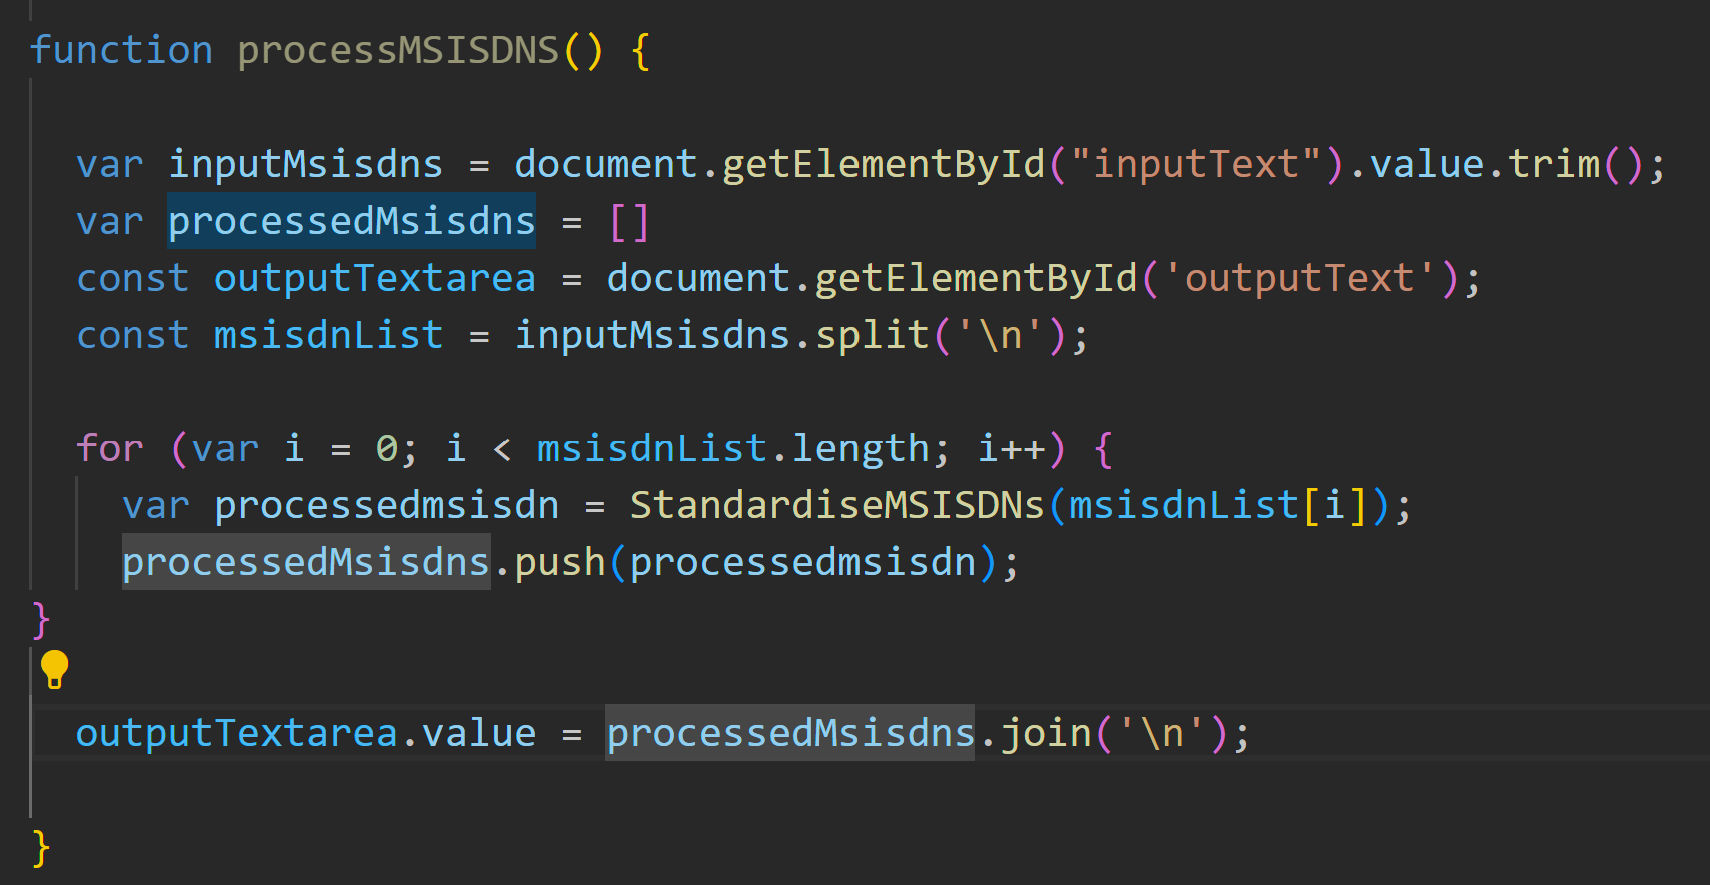 function processMSISDNS() {
var inputMsisdns = document.getElementById("inputText").value.trim();
var processedMsisdns = []
const outputTextarea = document.getElementById('outputText');
const msisdnList = inputMsisdns.split('\n');
for (var i = 0; i < msisdnList.length; i++) {
var processedmsisdn = StandardiseMSISDNs(msisdnList[i]);
processedMsisdns.push(processedmsisdn);
}
outputTextarea.value = processedMsisdns.join('\n');
}